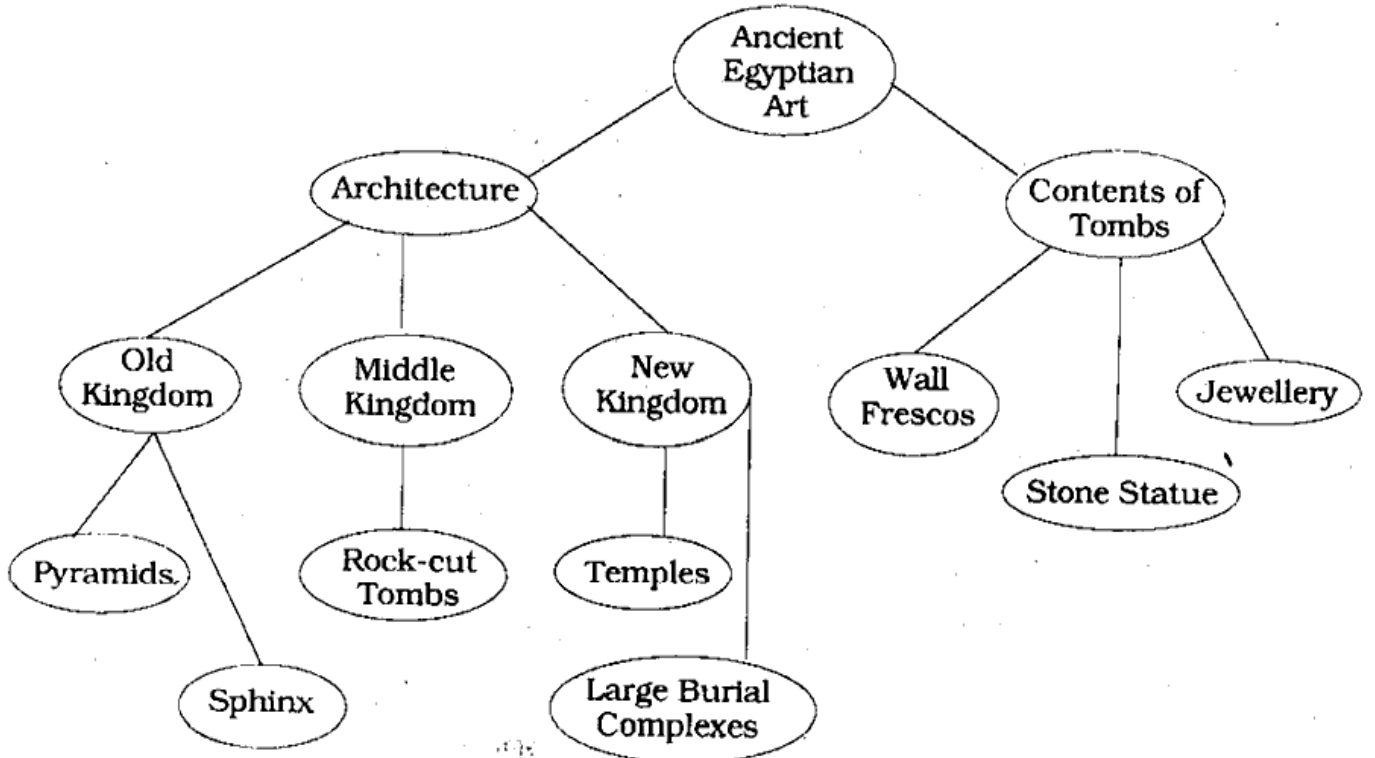 Ancient
Egyptian
Art
Architecture
Contents of
Tombs
Old
Kingdom
Middle
Kingdom
New
Kingdom
Wall
Frescos
Jewellery
Stone Statue
Pyramids
Rock-cut
Tombs
Temples
Sphinx
Large Burial
Complexes